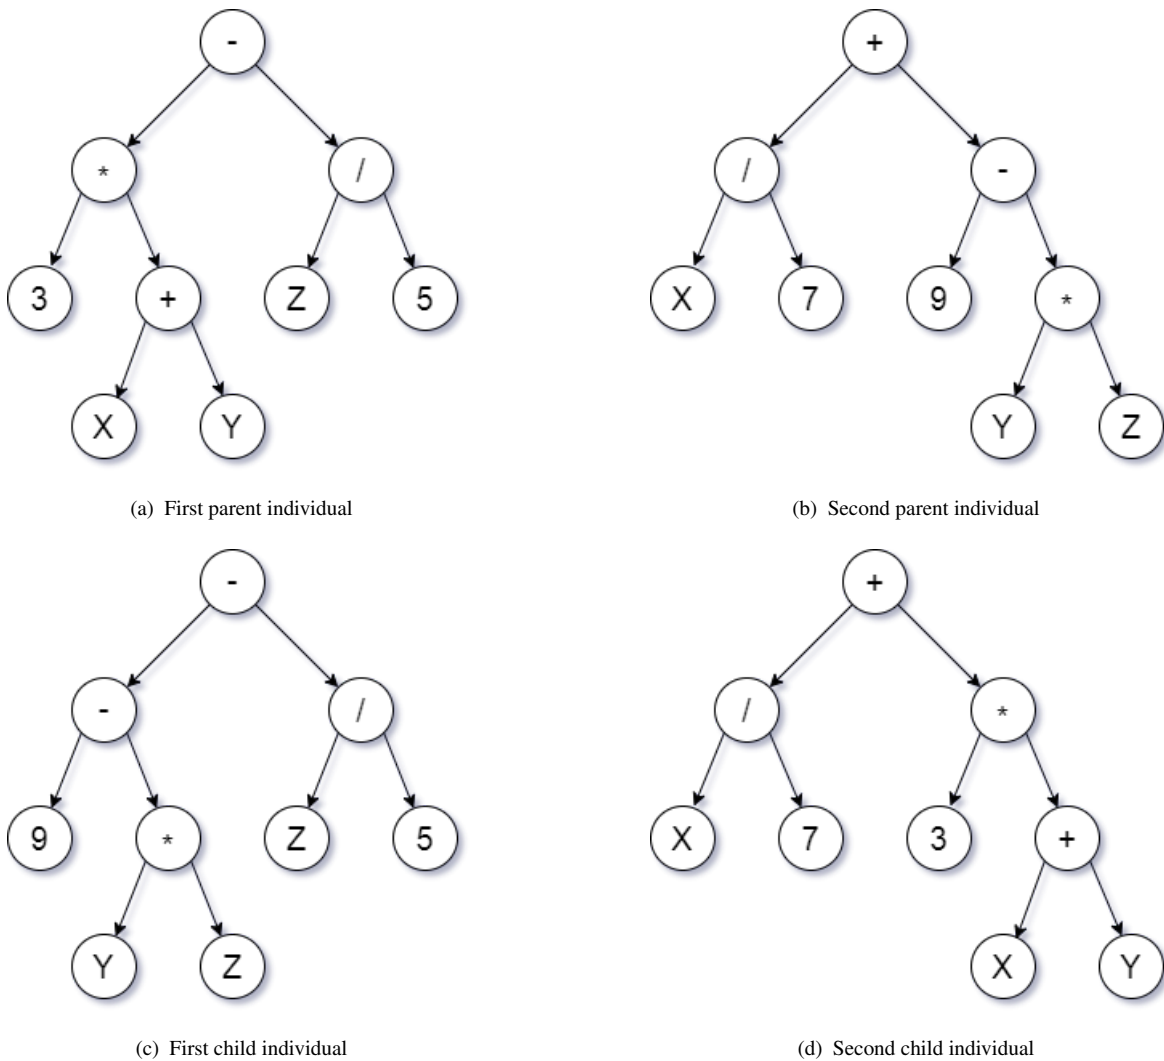 - +
* / / -
3 + Z 5 X 7 9 *
X Y Y Z
(a) First parent individual (b) Second parent individual
- +
- / / *
9 * Z 5 X 7 3 +
Y Z X Y
(c) First child individual (d) Second child individual